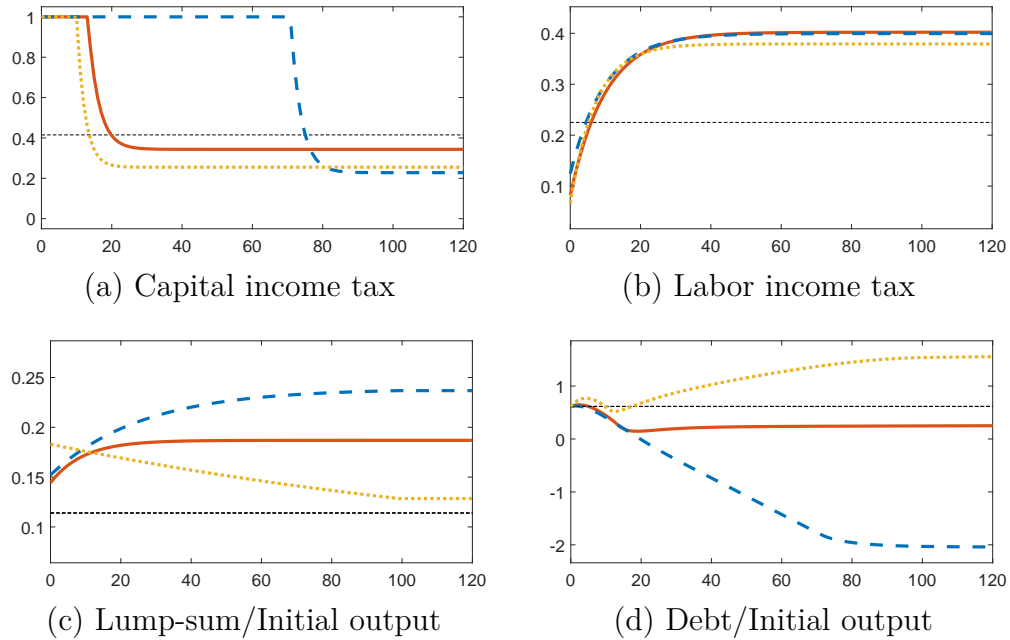 1
0.8
0.6
0.4
0.2
0
0 20 40 60 80 100 120
(a) Capital income tax
0.4
0.3
0.2
0.1
0 20 40 60 80 100 120
(b) Labor income tax
0.25
0.2
0.15
0.1
0 20 40 60 80 100 120
(c) Lump-sum/Initial output
1
0
-1
-2
0 20 40 60 80 100 120
(d) Debt/Initial output